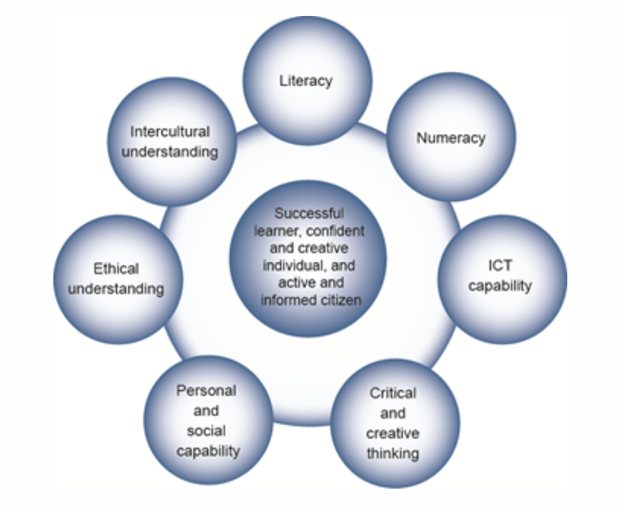 Literacy
Numeracy
ICT
capability
Critical
and
creative
thinking
Personal
and
social
capability
Ethical
understanding
Intercultural
understanding
Successful
learner, confident
and creative
individual, and
active and
informed citizen